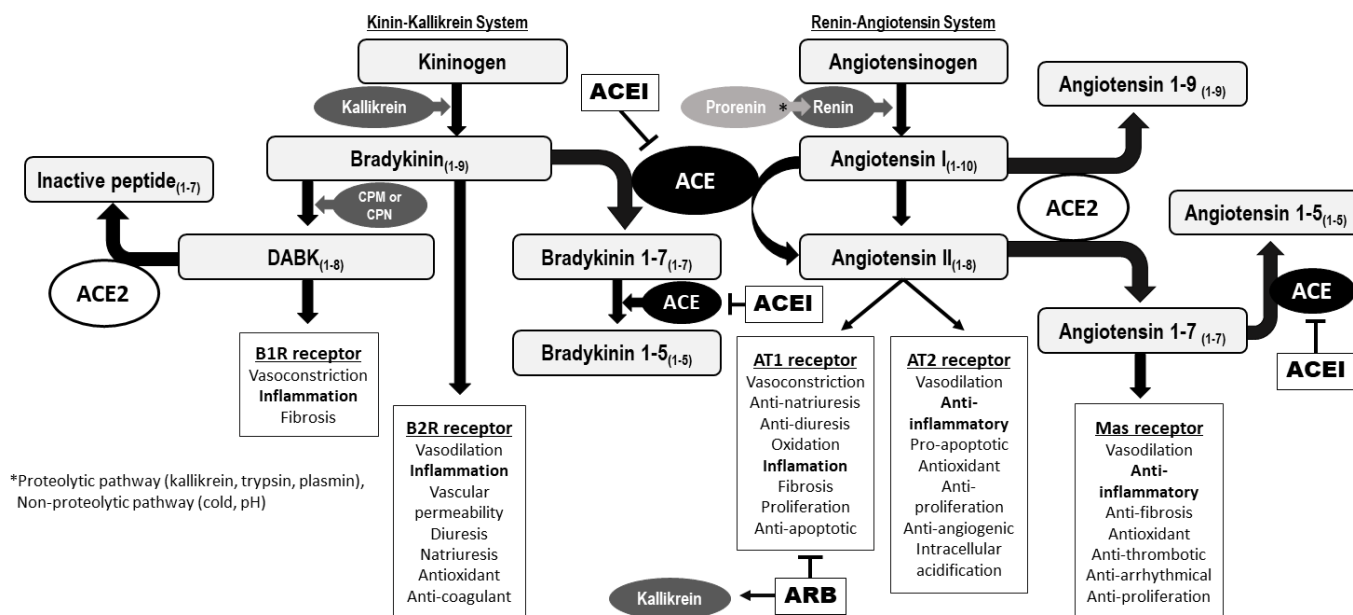 Kinin-Kallikrein System
Renin-Angiotensin System
Kininogen
Angiotensinogen
Angiotensin 1-9 (1-9)
ACEI
Kallikrein
Prorenin
*
Renin
Bradykinin(1-9)
ACE
Angiotensin I(1-10)
Inactive peptide(1-7)
CPM or
CPN
ACE2
Angiotensin 1-5(1-5)
DABK(1-8)
Bradykinin 1-7(1-7)
Angiotensin II(1-8)
ACE2
ACE
ACEI
ACE
Bradykinin 1-5(1-5)
Angiotensin 1-7 (1-7)
ACEI
B1R receptor
Vasoconstriction
Inflammation
Fibrosis
B2R receptor
Vasodilation
Inflammation
Vascular
permeability
Diuresis
Natriuresis
Antioxidant
Anti-coagulant
AT1 receptor
Vasoconstriction
Anti-natriuresis
Anti-diuresis
Oxidation
Inflamation
Fibrosis
Proliferation
Anti-apoptotic
AT2 receptor
Vasodilation
Anti-
inflammatory
Pro-apoptotic
Antioxidant
Anti-
proliferation
Anti-angiogenic
Intracellular
acidification
Mas receptor
Vasodilation
Anti-
inflammatory
Anti-fibrosis
Antioxidant
Anti-thrombotic
Anti-arrhythmical
Anti-proliferation
*Proteolytic pathway (kallikrein, trypsin, plasmin),
Non-proteolytic pathway (cold, pH)
Kallikrein
ARB